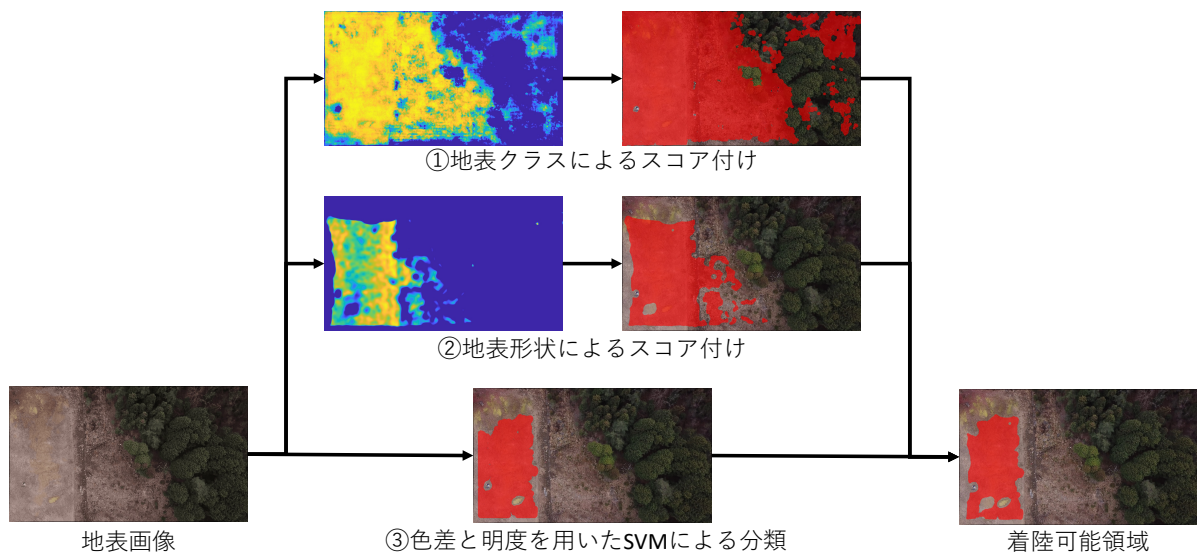 ①地表クラスによるスコア付け
②地表形状によるスコア付け
地表画像
③色差と明度を用いたSVMによる分類
着陸可能領域